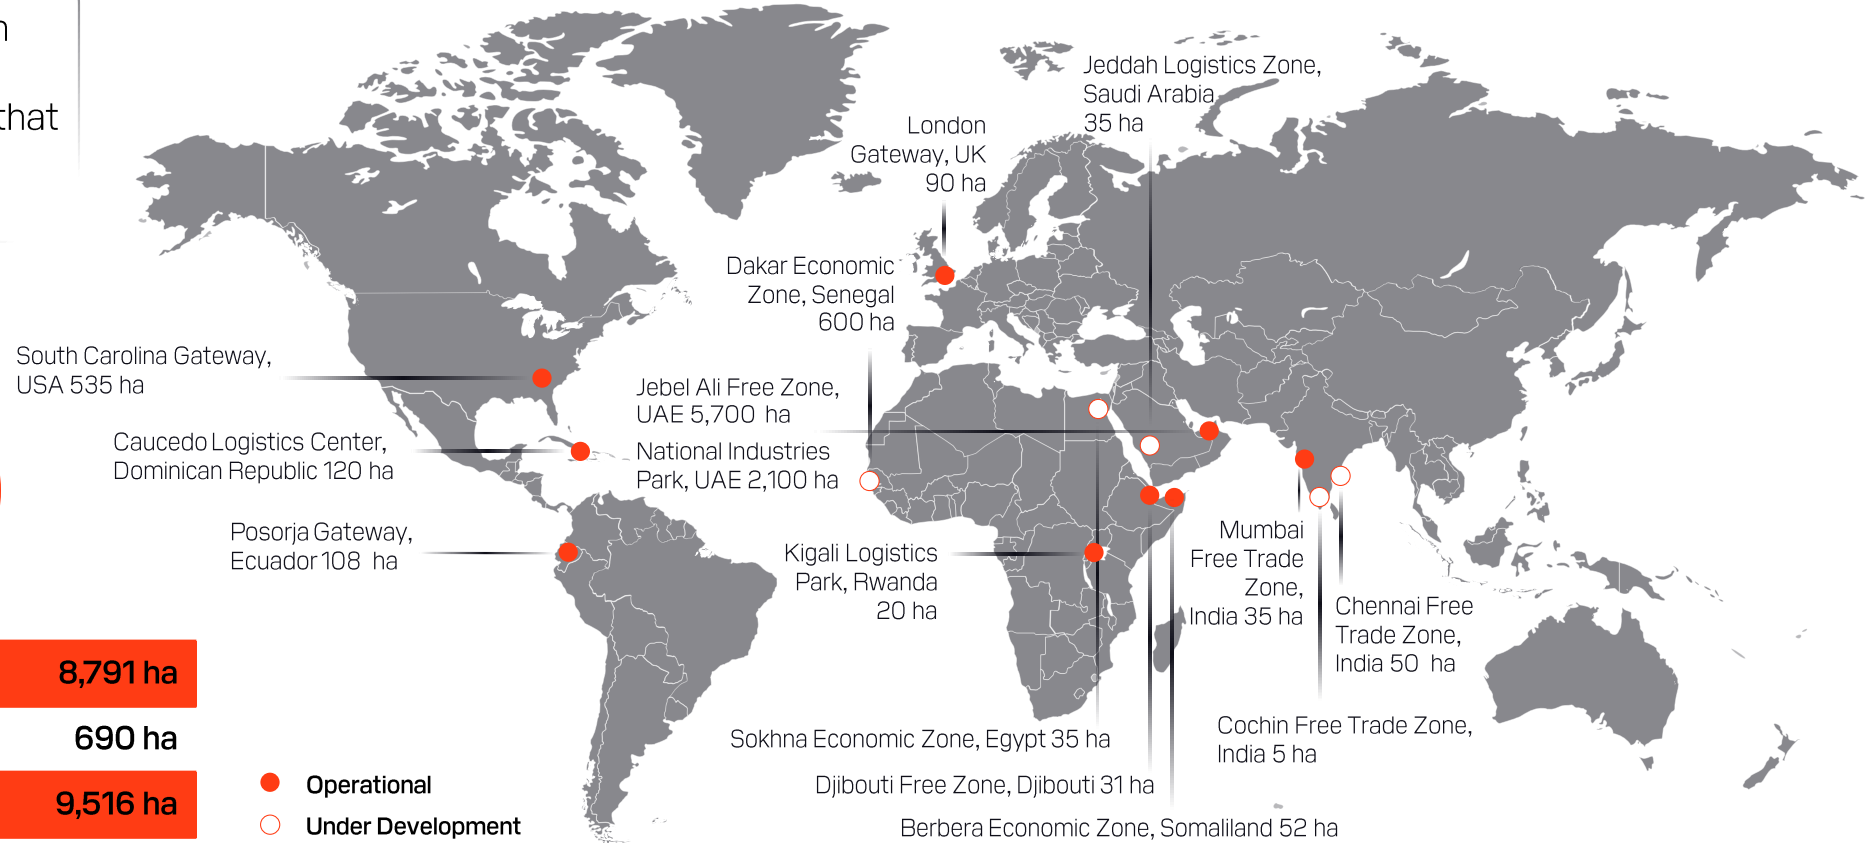 that
Jeddah Logistics Zone,
Saudi Arabia
35 ha
London
Gateway, UK
90 ha
Dakar Economic
Zone, Senegal
600 ha
South Carolina Gateway,
USA 535 ha
Jebel Ali Free Zone,
UAE 5,700 ha
Caucedo Logistics Center,
Dominican Republic 120 ha
National Industries
Park, UAE 2,100 ha
Posorja Gateway,
Ecuador 108 ha
Kigali Logistics
Park, Rwanda
20 ha
Mumbai
Free Trade
Zone,
India 35 ha
Chennai Free
Trade Zone,
India 50 ha
Cochin Free Trade Zone,
India 5 ha
Sokhna Economic Zone, Egypt 35 ha
Djibouti Free Zone, Djibouti 31 ha
Berbera Economic Zone, Somaliland 52 ha
8,791 ha
690 ha
9,516 ha
Operational
Under Development